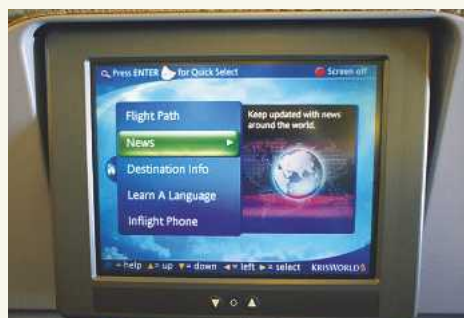 Press ENTER for Quick Select
Screen off
Flight Path
News
Destination Info
Learn A Language
Inflight Phone
Keep updated with news
around the world.
= help ▲= up ▼= down ◄= left ►= select KRISWORLD